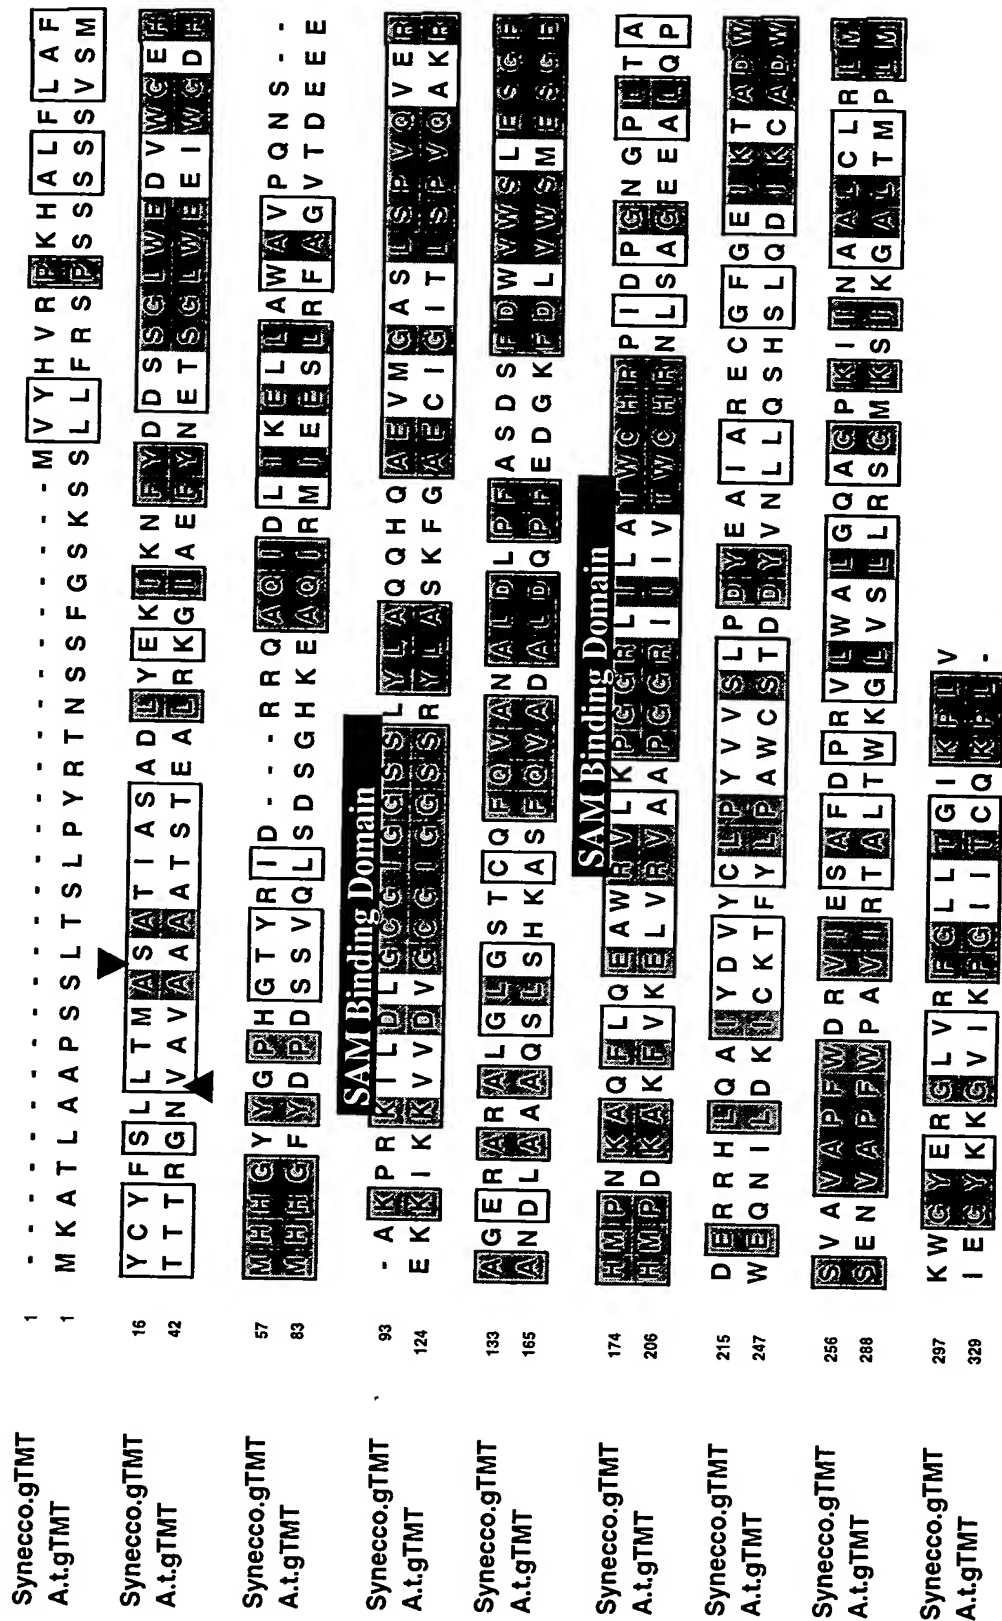 Synecco.gTMT 1 - - - - - - - - - - - - - - - - - - - - - - - - - - M V Y H V R P K H A L F L A F
A.t.gTMT 1 M K A T L A A P S S L T S L P Y R T N S S F G S K S S L L F R S P S S S S S V S M
Synecco.gTMT 16 Y C Y F S L L T M A S A T I A S A D L Y E K I K N F Y D D S S G L W E D V W G E H
A.t.gTMT 42 T T T R G N V A V A A A A T S T E A L R K G I A E F Y N E T S G L W E E I W G D H
Synecco.gTMT 57 M H H G Y Y G P H G T Y R I D - - - R R Q A Q I D L I K E L L A W A V P Q N S - -
A.t.gTMT 83 M H H G F Y D P D S S V Q L S D S G H K E A Q I R M I E E S L R F A G V T D E E E
SAM Binding Domain
Synecco.gTMT 93 - A K P R K I L D L G C G I G G S S L Y L A Q Q H Q A E V M G A S L S P V Q V E R
A.t.gTMT 124 E K K I K K V V D V G C G I G G S S R Y L A S K F G A E C I G I T L S P V Q A K R
Synecco.gTMT 133 A G E R A R A L G L G S T C Q F Q V A N A L D L P F A S D S F D W V W S L E S G E
A.t.gTMT 165 A N D L A A A Q S L S H K A S F Q V A D A L D Q P F E D G K F D L V W S M E S G E
SAM Binding Domain
Synecco.gTMT 174 H M P N K A Q F L Q E A W R V L K P G G R L I L A T W C H R P I D P G N G P L T A
A.t.gTMT 206 H M P D K A K F V K E L V R V A A P G G R I I I V T W C H R N L S A G E E A L Q P
Synecco.gTMT 215 D E R R H L Q A I Y D V Y C L P Y V V S L P D Y E A I A R E C G F G E I K T A D W
A.t.gTMT 247 W E Q N I L D K I C K T F Y L P A W C S T D D Y V N L L Q S H S L Q D I K C A D W
Synecco.gTMT 256 S V A V A P F W D R V I E S A F D P R V L W A L G Q A G P K I I N A A L C L R L M
A.t.gTMT 288 S E N V A P F W P A V I R T A L T W K G L V S L L R S G M K S I K G A L T M P L M
Synecco.gTMT 297 K W G Y E R G L V R F G L L T G I K P L V
A.t.gTMT 329 I E G Y K K G V I K F G I I T C Q K P L -